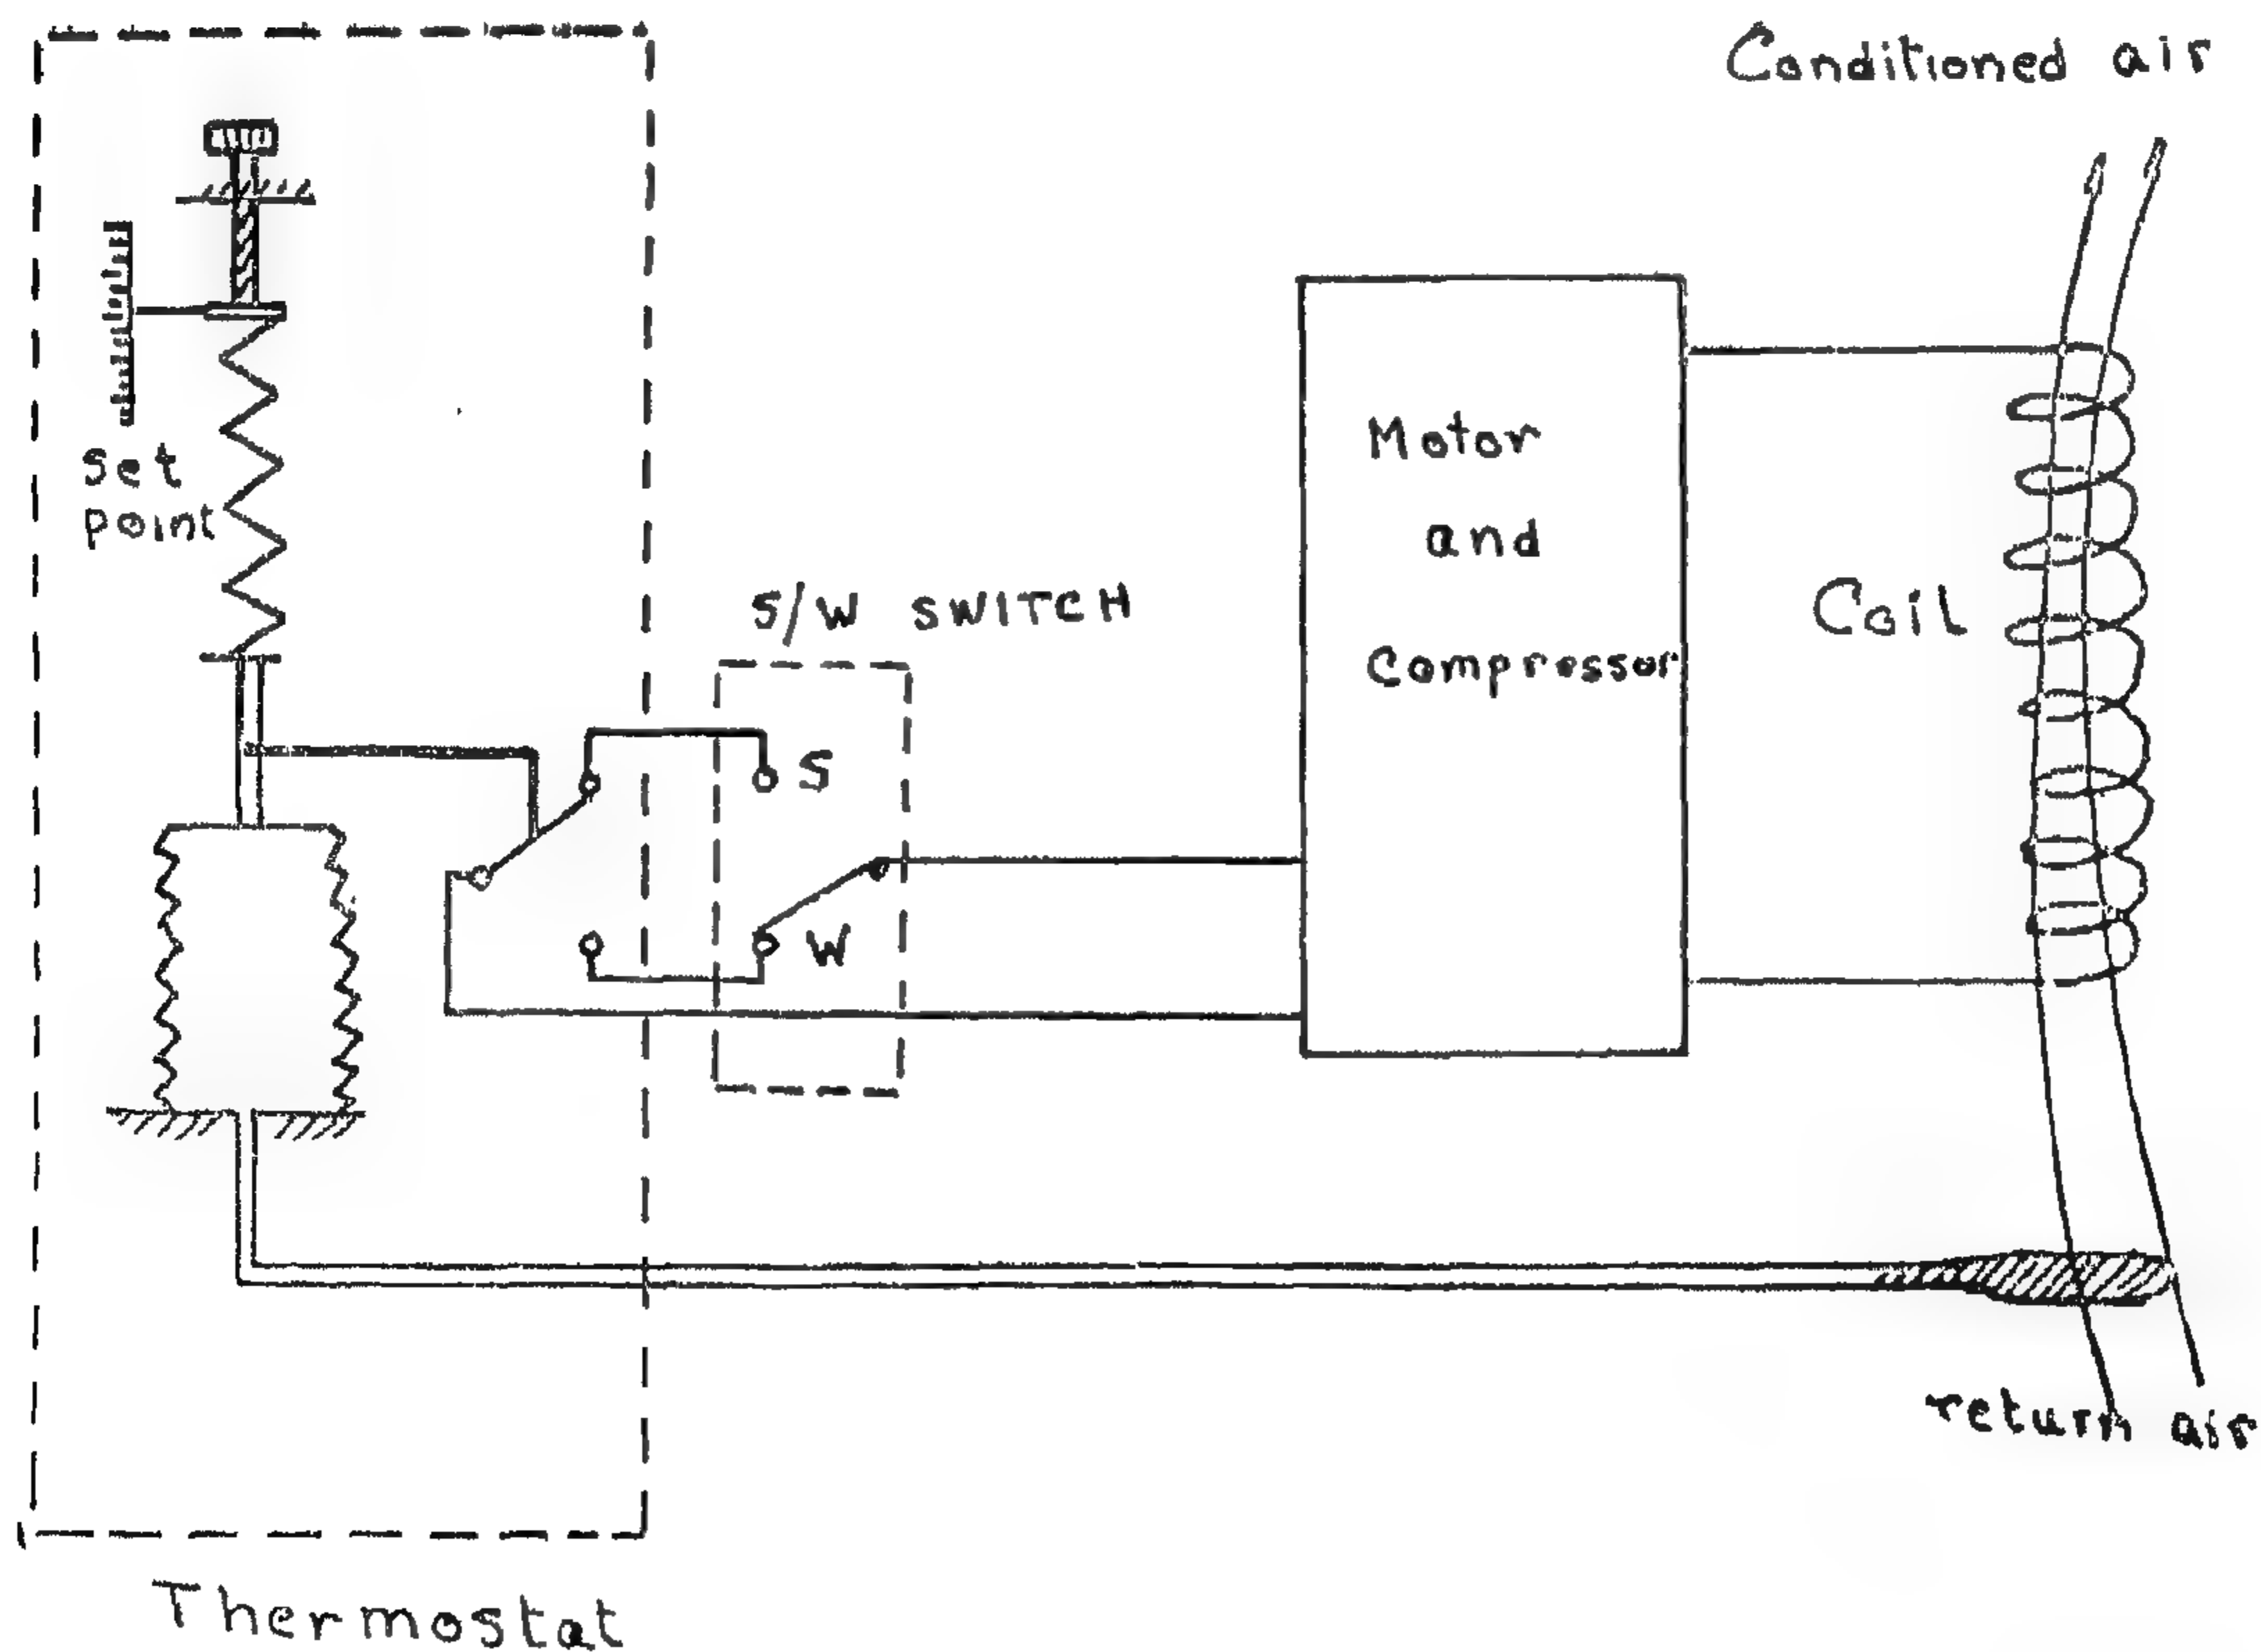 Conditioned air
Set
point
S/W SWITCH
Motor
and
Compressor
Coil
S
W
return air
Thermostat